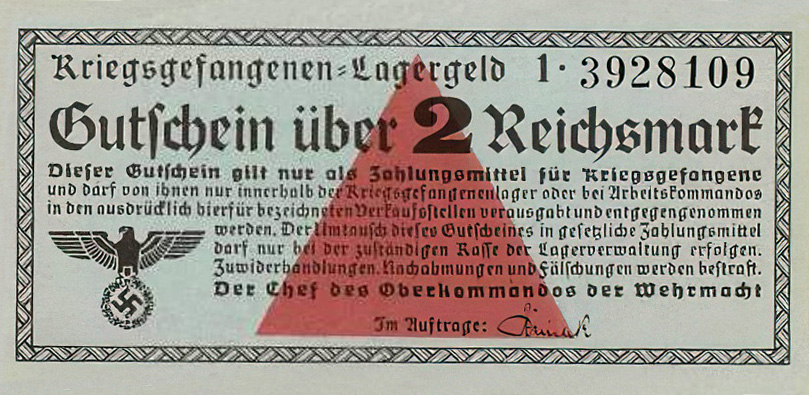 Kriegsgefangenen-Lagergeld 1·3928109
Gutschein über 2 Reichsmark
Dieser Gutschein gilt nur als Zahlungsmittel für Kriegsgefangene
und darf von ihnen nur innerhalb der Kriegsgefangenenlager oder bei Arbeitskommandos
in den ausdrücklich hierfür bezeichneten Verkaufsstellen verausgabt und entgegengenommen
werden. Der Umtausch dieses Gutscheines in gesetzliche Zahlungsmittel
darf nur bei der zuständigen Kasse der Lagerverwaltung erfolgen.
Zuwiderhandlungen, Nachahmungen und Fälschungen werden bestraft.
Der Chef des Oberkommandos der Wehrmacht
Im Auftrage: